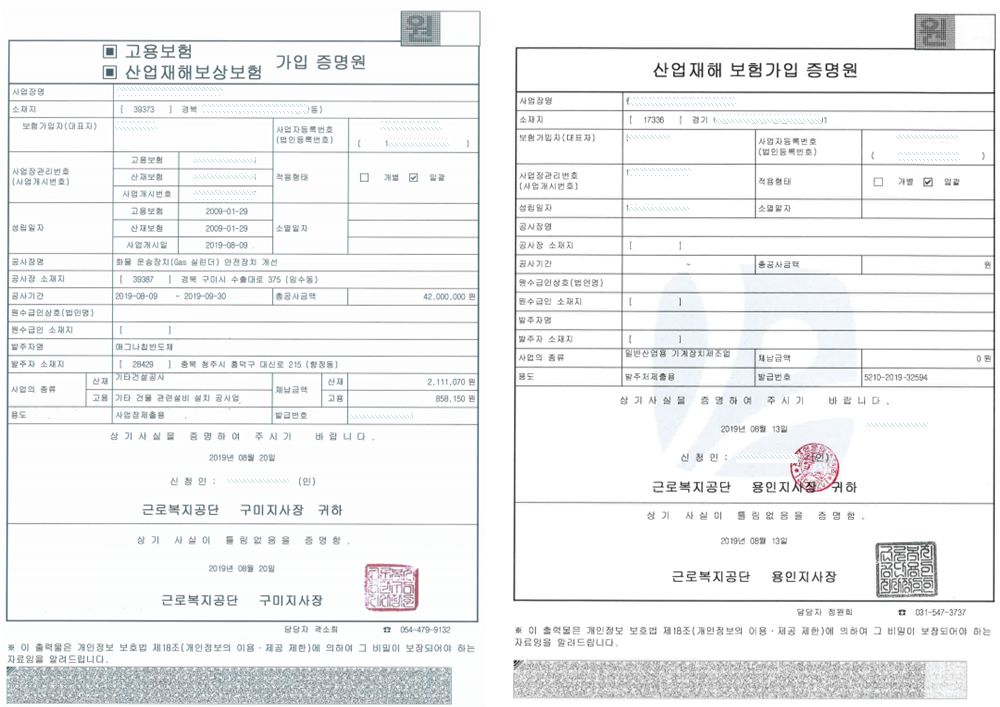 원
■ 고용보험
■ 산업재해보상보험
가입 증명원
사업장명
소재지 [ 39373 ] 경북 동)
보험가입자(대표자)
사업자등록번호
(법인등록번호) ( )
사업장관리번호
(사업개시번호)
고용보험
산재보험
사업개시번호
적용형태 □ 개별 ☑ 일괄
성립일자
고용보험 2009-01-29
산재보험 2009-01-29
사업개시일 2019-08-09
소멸일자
공사장명 화물 운송장치(Gas 실린더) 안전장치 개선
공사장 소재지 [ 39387 ] 경북 구미시 수출대로 375 (임수동)
공사기간 2019-08-09 ~ 2019-09-30 총공사금액 42,000,000 원
원수급인상호(법인명)
원수급인 소재지 [ ]
발주자명 매그나칩반도체
발주자 소재지 [ 28429 ] 충북 청주시 흥덕구 대신로 215 (향정동)
사업의 종류
산재 기타건설공사
고용 기타 건물 관련설비 설치 공사업
체납금액
산재 2,111,070 원
고용 858,150 원
용도 사업장제출용 발급번호
상기사실을 증명하여 주시기 바랍니다.
2019년 08월 20일
신청인 : (인)
근로복지공단 구미지사장 귀하
상기 사실이 틀림없음을 증명함.
2019년 08월 20일
근로복지공단 구미지사장
담당자 곽소희 ☎ 054-479-9132
※ 이 출력물은 개인정보 보호법 제18조(개인정보의 이용·제공 제한)에 의하여 그 비밀이 보장되어야 하는
자료임을 알려드립니다.
원
산업재해 보험가입 증명원
사업장명
소재지 [ 17336 ] 경기
보험가입자(대표자)
사업자등록번호
(법인등록번호) ( )
사업장관리번호
(사업개시번호)
적용형태 □ 개별 ☑ 일괄
성립일자 소멸일자
공사장명
공사장 소재지 [ ]
공사기간 ~ 총공사금액 원
원수급인상호(법인명)
원수급인 소재지 [ ]
발주자명
발주자 소재지 [ ]
사업의 종류 일반산업용 기계장치제조업 체납금액 0 원
용도 발주처제출용 발급번호 5210-2019-32594
상기사실을 증명하여 주시기 바랍니다.
2019년 08월 13일
신청인 : (인)
근로복지공단 용인지사장 귀하
상기 사실이 틀림없음을 증명함.
2019년 08월 13일
근로복지공단 용인지사장
담당자 정원희 ☎ 031-547-3737
※ 이 출력물은 개인정보 보호법 제18조(개인정보의 이용·제공 제한)에 의하여 그 비밀이 보장되어야 하는
자료임을 알려드립니다.